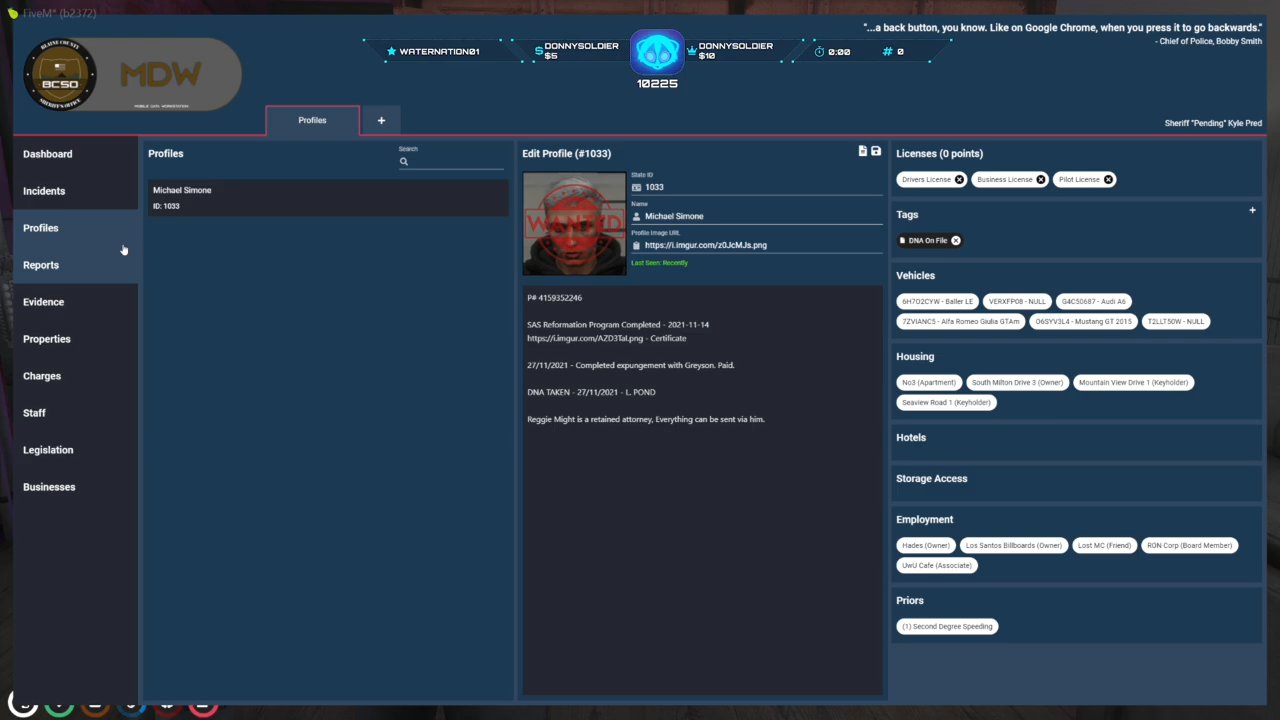 FiveM* (b2372)
"...a back button, you know. Like on Google Chrome, when you press it to go backwards."
- Chief of Police, Bobby Smith
BLAINE COUNTY
BCSO
SHERIFF'S OFFICE
MDW
MOBILE DATA WORKSTATION
WATERNATION01
DONNYSOLDIER
$5
10225
DONNYSOLDIER
$10
0:00
# 0
Profiles
+
Sheriff "Pending" Kyle Pred
Dashboard
Incidents
Profiles
Reports
Evidence
Properties
Charges
Staff
Legislation
Businesses
Profiles
Search
Michael Simone
ID: 1033
Edit Profile (#1033)
WANTED
State ID
1033
Name
Michael Simone
Profile Image URL
https://i.imgur.com/z0JcMJs.png
Last Seen: Recently
P# 4159352246
SAS Reformation Program Completed - 2021-11-14
https://i.imgur.com/AZD3TaI.png - Certificate
27/11/2021 - Completed expungement with Greyson. Paid.
DNA TAKEN - 27/11/2021 - L. POND
Reggie Might is a retained attorney, Everything can be sent via him.
Licenses (0 points)
Drivers License
Business License
Pilot License
Tags
+
DNA On File
Vehicles
6H7O2CYW - Baller LE
VERXFP08 - NULL
G4C50687 - Audi A6
7ZVIANC5 - Alfa Romeo Giulia GTAm
O6SYV3L4 - Mustang GT 2015
T2LLT50W - NULL
Housing
No3 (Apartment)
South Milton Drive 3 (Owner)
Mountain View Drive 1 (Keyholder)
Seaview Road 1 (Keyholder)
Hotels
Storage Access
Employment
Hades (Owner)
Los Santos Billboards (Owner)
Lost MC (Friend)
RON Corp (Board Member)
UwU Cafe (Associate)
Priors
(1) Second Degree Speeding